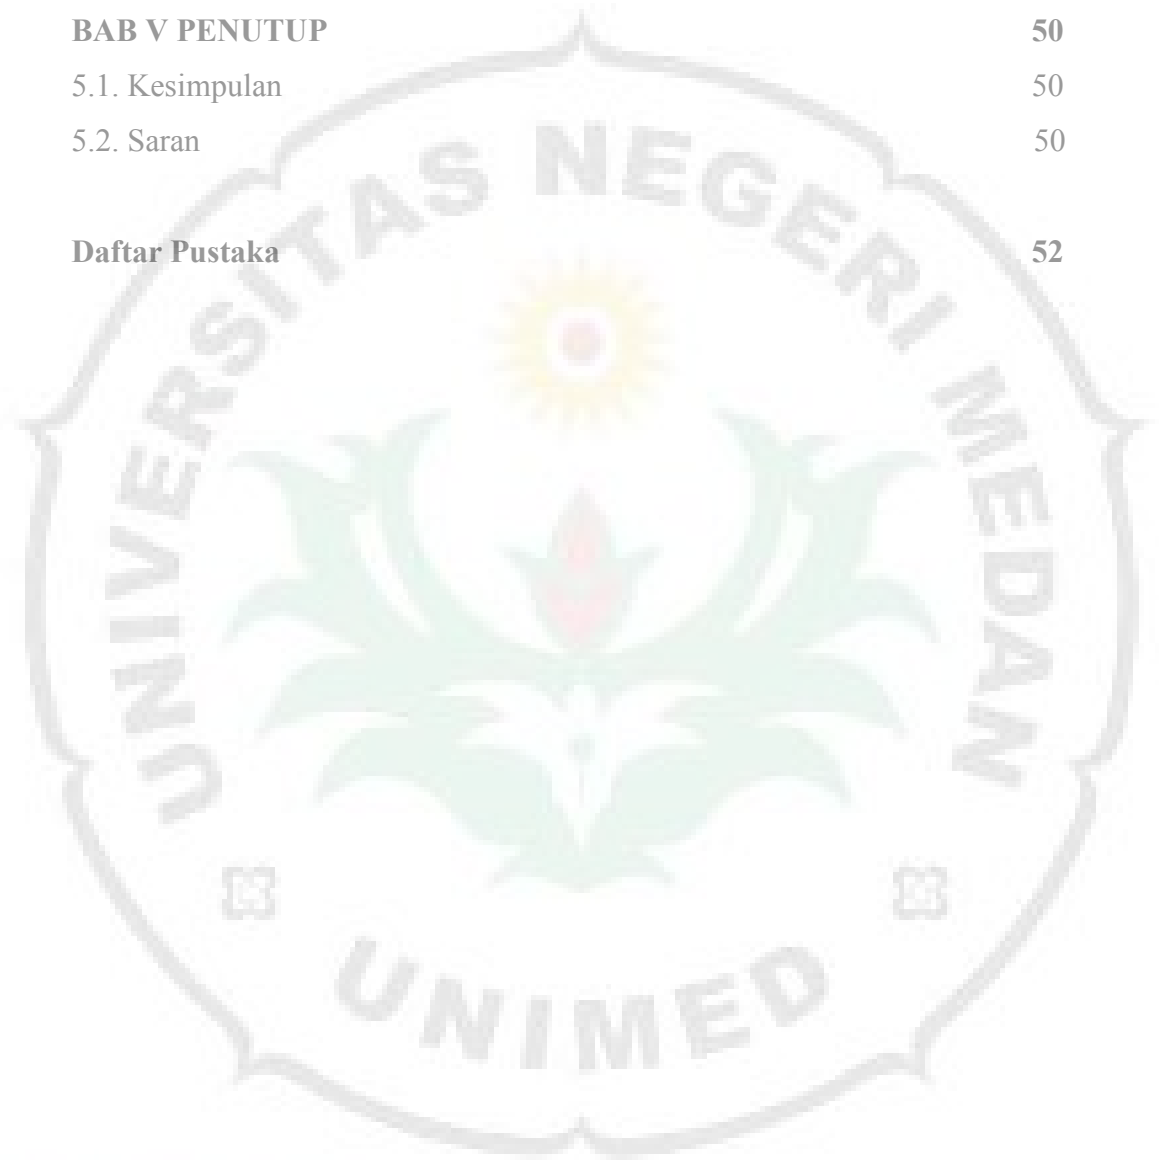 BAB V PENUTUP 50
5.1. Kesimpulan 50
5.2. Saran 50
Daftar Pustaka 52
UNIVERSITAS NEGERI MEDAN
UNIMED